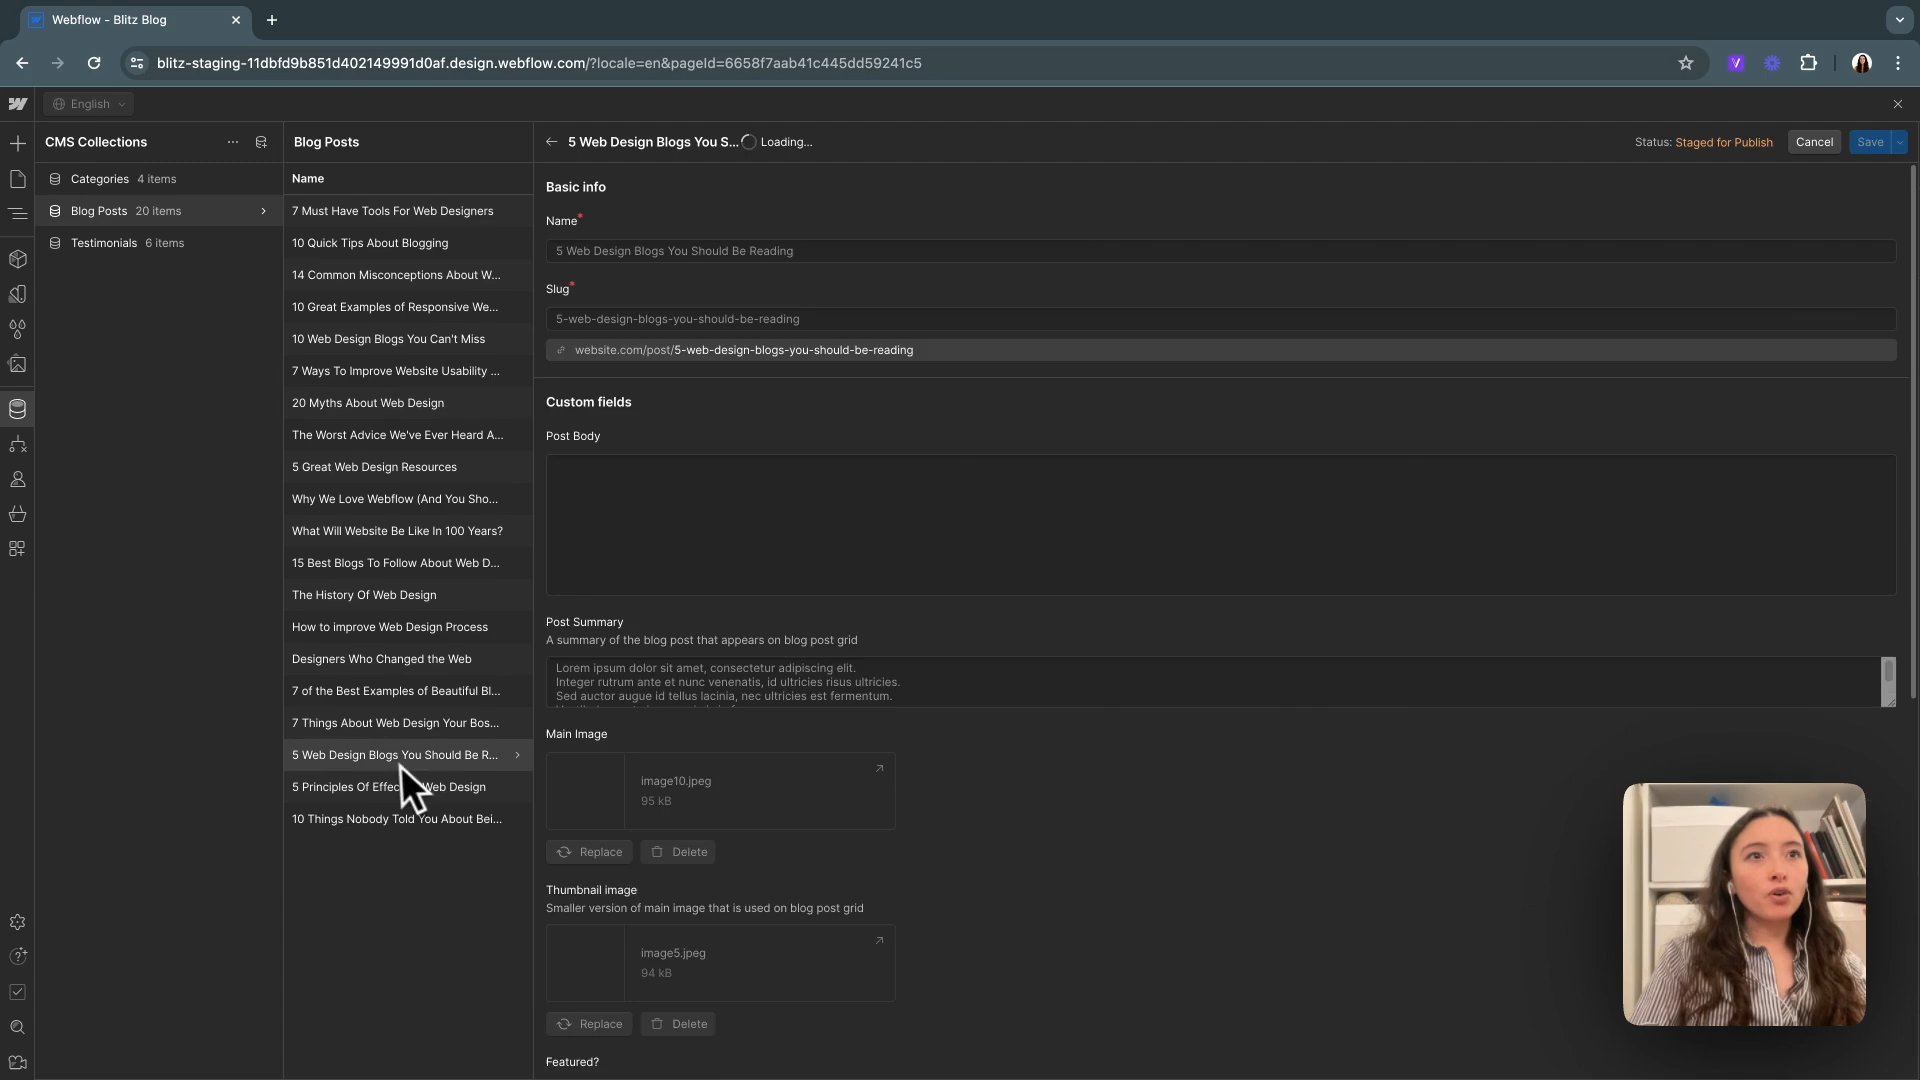 Webflow - Blitz Blog
blitz-staging-11dbfd9b851d402149991d0af.design.webflow.com/?locale=en&pageId=6658f7aab41c445dd59241c5
English
CMS Collections
Categories 4 items
Blog Posts 20 items
Testimonials 6 items
Blog Posts
Name
7 Must Have Tools For Web Designers
10 Quick Tips About Blogging
14 Common Misconceptions About W...
10 Great Examples of Responsive We...
10 Web Design Blogs You Can't Miss
7 Ways To Improve Website Usability ...
20 Myths About Web Design
The Worst Advice We've Ever Heard A...
5 Great Web Design Resources
Why We Love Webflow (And You Sho...
What Will Website Be Like In 100 Years?
15 Best Blogs To Follow About Web D...
The History Of Web Design
How to improve Web Design Process
Designers Who Changed the Web
7 of the Best Examples of Beautiful Bl...
7 Things About Web Design Your Bos...
5 Web Design Blogs You Should Be R...
5 Principles Of Web Design
10 Things Nobody Told You About Bei...
5 Web Design Blogs You S... Loading...
Status: Staged for Publish
Cancel
Save
Basic info
Name*
5 Web Design Blogs You Should Be Reading
Slug*
5-web-design-blogs-you-should-be-reading
website.com/post/5-web-design-blogs-you-should-be-reading
Custom fields
Post Body
Post Summary
A summary of the blog post that appears on blog post grid
Lorem ipsum dolor sit amet, consectetur adipiscing elit.
Integer rutrum ante et nunc venenatis, id ultricies risus ultricies.
Sed auctor augue id tellus lacinia, nec ultricies est fermentum.
Main Image
image10.jpeg
95 kB
Replace
Delete
Thumbnail image
Smaller version of main image that is used on blog post grid
image5.jpeg
94 kB
Replace
Delete
Featured?